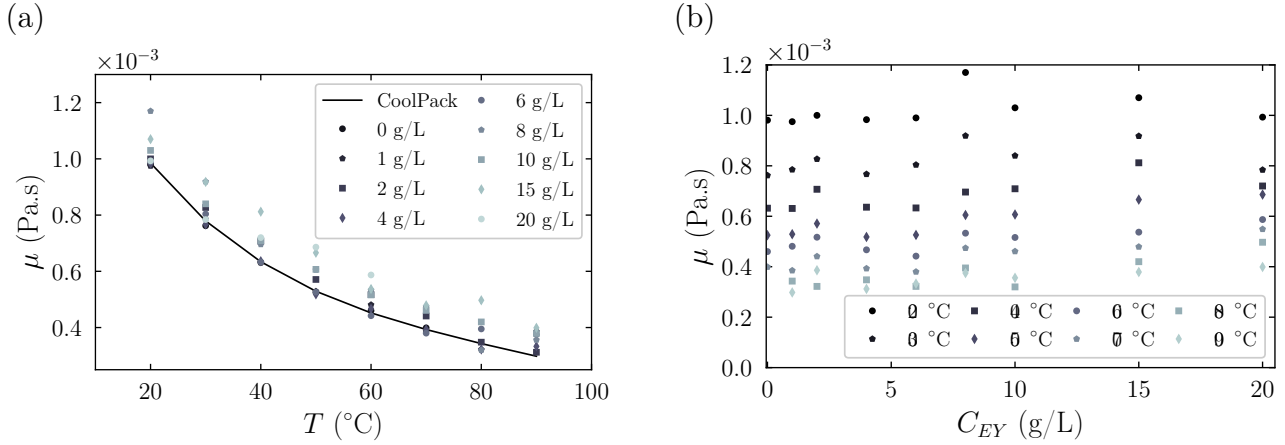 (a)
×10⁻³
1.2
1.0
0.8
0.6
0.4
μ (Pa.s)
20
40
60
80
100
T (°C)
CoolPack
0 g/L
1 g/L
2 g/L
4 g/L
6 g/L
8 g/L
10 g/L
15 g/L
20 g/L
(b)
×10⁻³
1.2
1.0
0.8
0.6
0.4
0.2
0.0
μ (Pa.s)
0
5
10
15
20
C_EY (g/L)
°C
°C
°C
°C
°C
°C
°C
°C